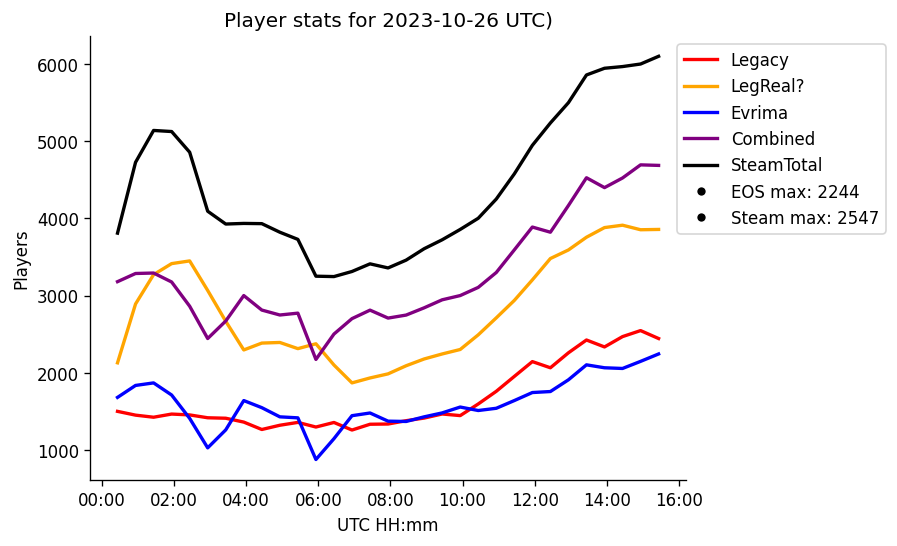 Player stats for 2023-10-26 UTC)
Legacy
LegReal?
Evrima
Combined
SteamTotal
EOS max: 2244
Steam max: 2547
Players
6000
5000
4000
3000
2000
1000
00:00 02:00 04:00 06:00 08:00 10:00 12:00 14:00 16:00
UTC HH:mm